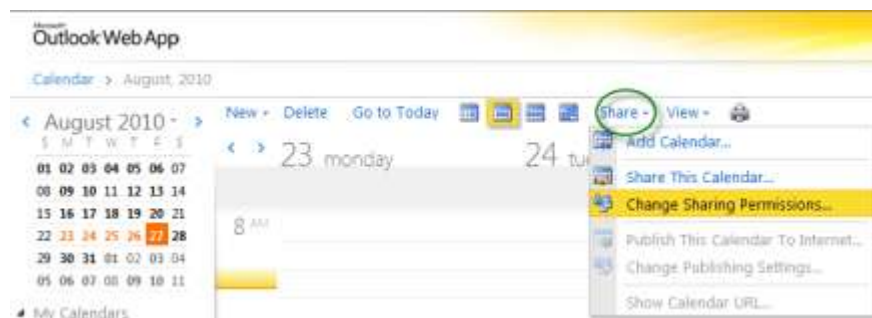 Microsoft
Outlook Web App
Calendar > August, 2010
August 2010
S M T W T F S
01 02 03 04 05 06 07
08 09 10 11 12 13 14
15 16 17 18 19 20 21
22 23 24 25 26 27 28
29 30 31 01 02 03 04
05 06 07 08 09 10 11
My Calendars
New Delete Go to Today Share View
23 monday 24 tu
8 AM
Add Calendar...
Share This Calendar...
Change Sharing Permissions...
Publish This Calendar To Internet...
Change Publishing Settings...
Show Calendar URL...